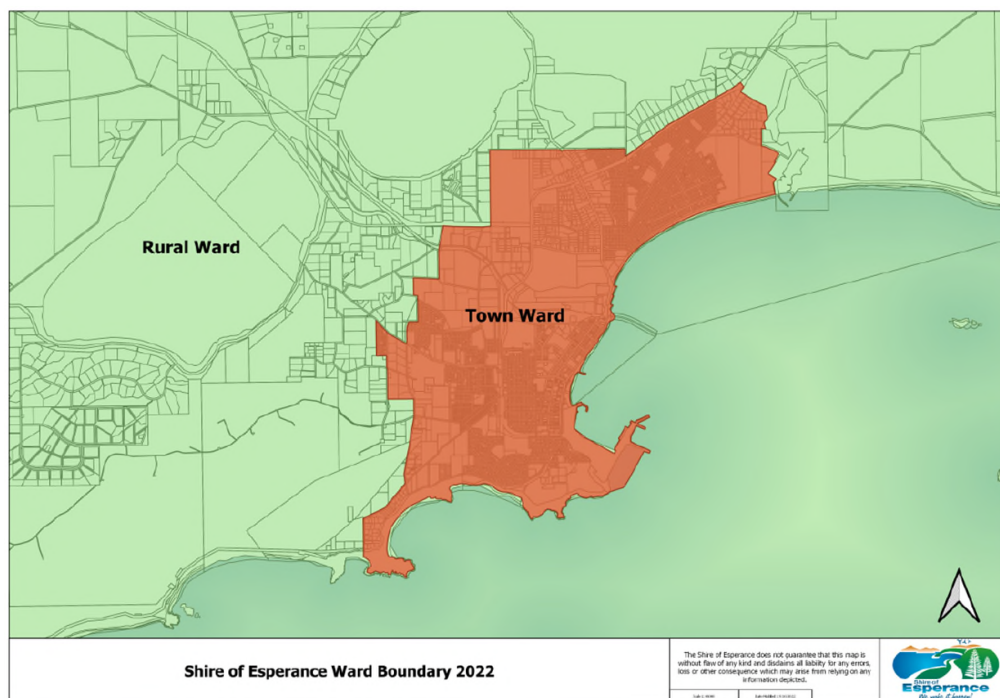 Rural Ward
Town Ward
Shire of Esperance Ward Boundary 2022
The Shire of Esperance does not guarantee that this map is
without flaw of any kind and disdains all liability for any errors,
loss or other consequence which may arise from relying on any
information depicted.
Shire of
Esperance